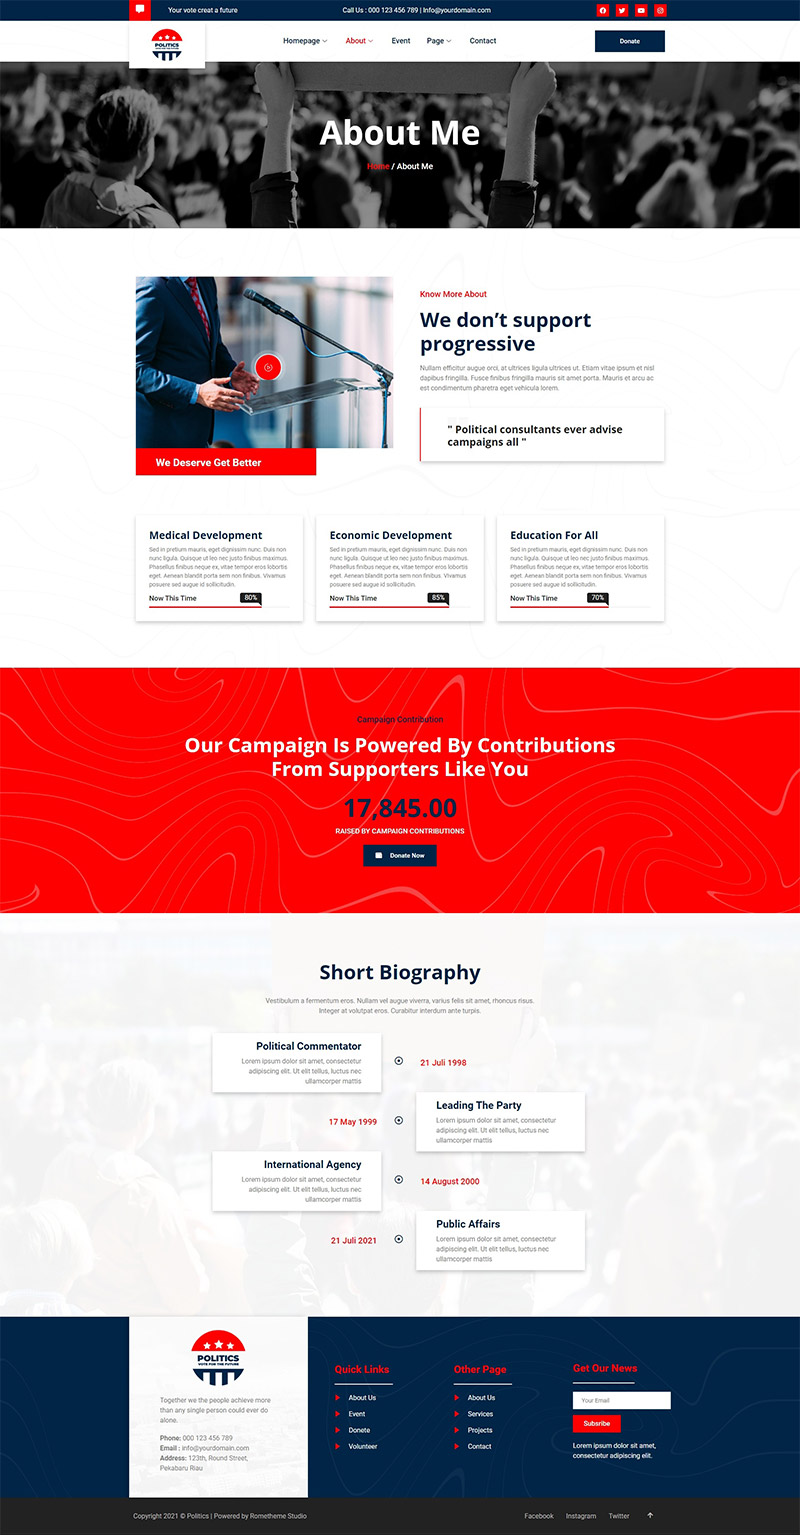 Your vote creat a future
Call Us : 000 123 456 789 | Info@yourdomain.com
POLITICS
Homepage
About
Event
Page
Contact
Donate
About Me
Home / About Me
Know More About
We don't support
progressive
Nullam efficitur augue orci, at ultrices ligula ultrices ut. Etiam vitae ipsum et nisl
dapibus fringilla. Fusce finibus fringilla mauris sit amet porta. Mauris et arcu ac
est condimentum pharetra eget vehicula lorem.
" Political consultants ever advise
campaigns all "
We Deserve Get Better
Medical Development
Sed in pretium mauris, eget dignissim nunc. Duis non
nunc ligula. Quisque ut leo nec justo finibus maximus.
Phasellus finibus neque ex, vitae tempor eros lobortis
eget. Aenean blandit porta sem non finibus. Vivamus
posuere sed augue id sollicitudin.
Now This Time
80%
Economic Development
Sed in pretium mauris, eget dignissim nunc. Duis non
nunc ligula. Quisque ut leo nec justo finibus maximus.
Phasellus finibus neque ex, vitae tempor eros lobortis
eget. Aenean blandit porta sem non finibus. Vivamus
posuere sed augue id sollicitudin.
Now This Time
85%
Education For All
Sed in pretium mauris, eget dignissim nunc. Duis non
nunc ligula. Quisque ut leo nec justo finibus maximus.
Phasellus finibus neque ex, vitae tempor eros lobortis
eget. Aenean blandit porta sem non finibus. Vivamus
posuere sed augue id sollicitudin.
Now This Time
70%
Campaign Contribution
Our Campaign Is Powered By Contributions
From Supporters Like You
17,845.00
RAISED BY CAMPAIGN CONTRIBUTIONS
Donate Now
Short Biography
Vestibulum a fermentum eros. Nullam vel augue viverra, varius felis sit amet, rhoncus risus.
Integer at volutpat eros. Curabitur interdum ante turpis.
Political Commentator
Lorem ipsum dolor sit amet, consectetur
adipiscing elit. Ut elit tellus, luctus nec
ullamcorper mattis
21 Juli 1998
Leading The Party
Lorem ipsum dolor sit amet, consectetur
adipiscing elit. Ut elit tellus, luctus nec
ullamcorper mattis
17 May 1999
International Agency
Lorem ipsum dolor sit amet, consectetur
adipiscing elit. Ut elit tellus, luctus nec
ullamcorper mattis
14 August 2000
Public Affairs
Lorem ipsum dolor sit amet, consectetur
adipiscing elit. Ut elit tellus, luctus nec
ullamcorper mattis
21 Juli 2021
POLITICS
VOTE FOR THE FUTURE
Together we the people achieve more
than any single person could ever do
alone.
Phone: 000 123 456 789
Email : info@yourdomain.com
Address: 123th, Round Street,
Pekabaru Riau
Quick Links
About Us
Event
Donete
Volunteer
Other Page
About Us
Services
Projects
Contact
Get Our News
Your Email
Subsribe
Lorem ipsum dolor sit amet,
consectetur adipiscing elit.
Copyright 2021 © Politics | Powered by Rometheme Studio
Facebook
Instagram
Twitter